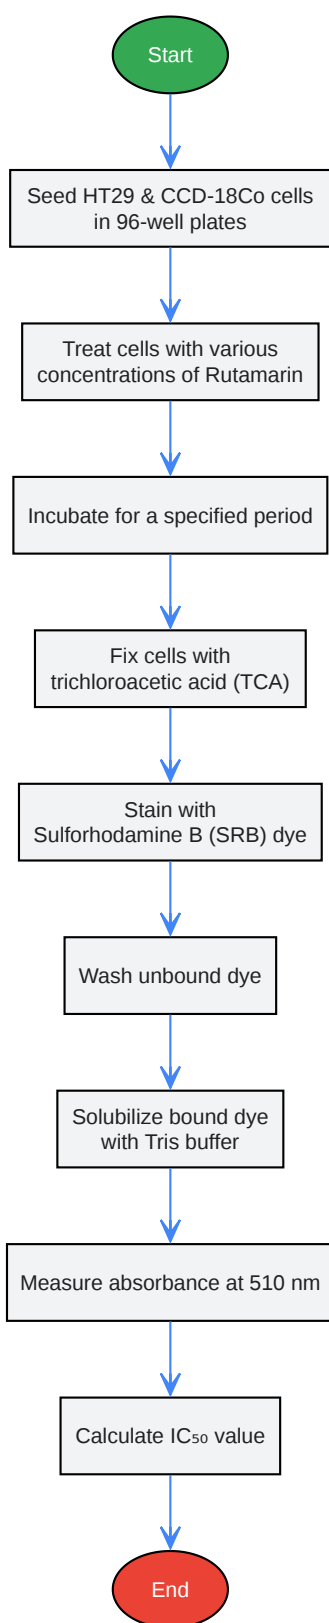 Start
Seed HT29 & CCD-18Co cells
in 96-well plates
Treat cells with various
concentrations of Rutamarin
Incubate for a specified period
Fix cells with
trichloroacetic acid (TCA)
Stain with
Sulforhodamine B (SRB) dye
Wash unbound dye
Solubilize bound dye
with Tris buffer
Measure absorbance at 510 nm
Calculate IC₅₀ value
End